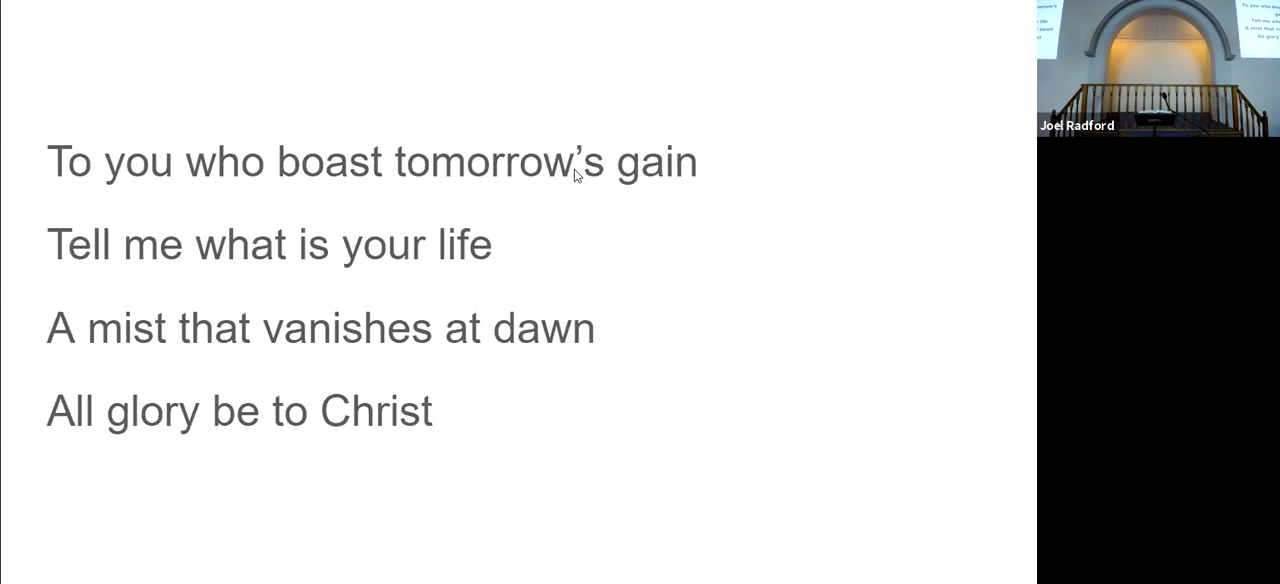 To you who boast tomorrow's gain
Tell me what is your life
A mist that vanishes at dawn
All glory be to Christ
Joel Radford